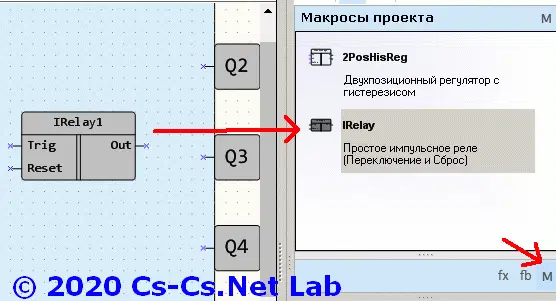 Макросы проекта
M
Q2
2PosHisReg
Двухпозиционный регулятор с
гистерезисом
IRelay1
Trig Out
Reset
IRelay
Простое импульсное реле
(Переключение и Сброс)
Q3
Q4
fx fb M
© 2020 Cs-Cs.Net Lab